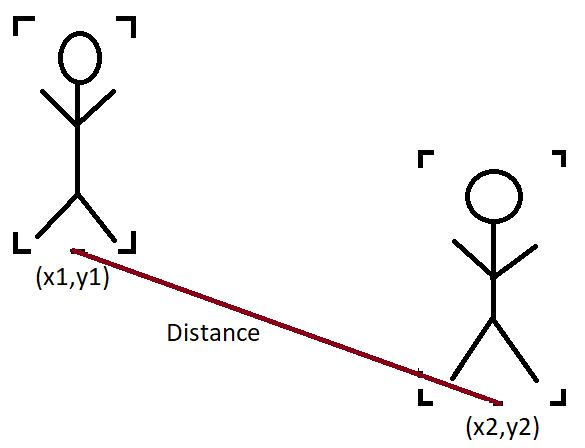 (x1,y1)
Distance
(x2,y2)